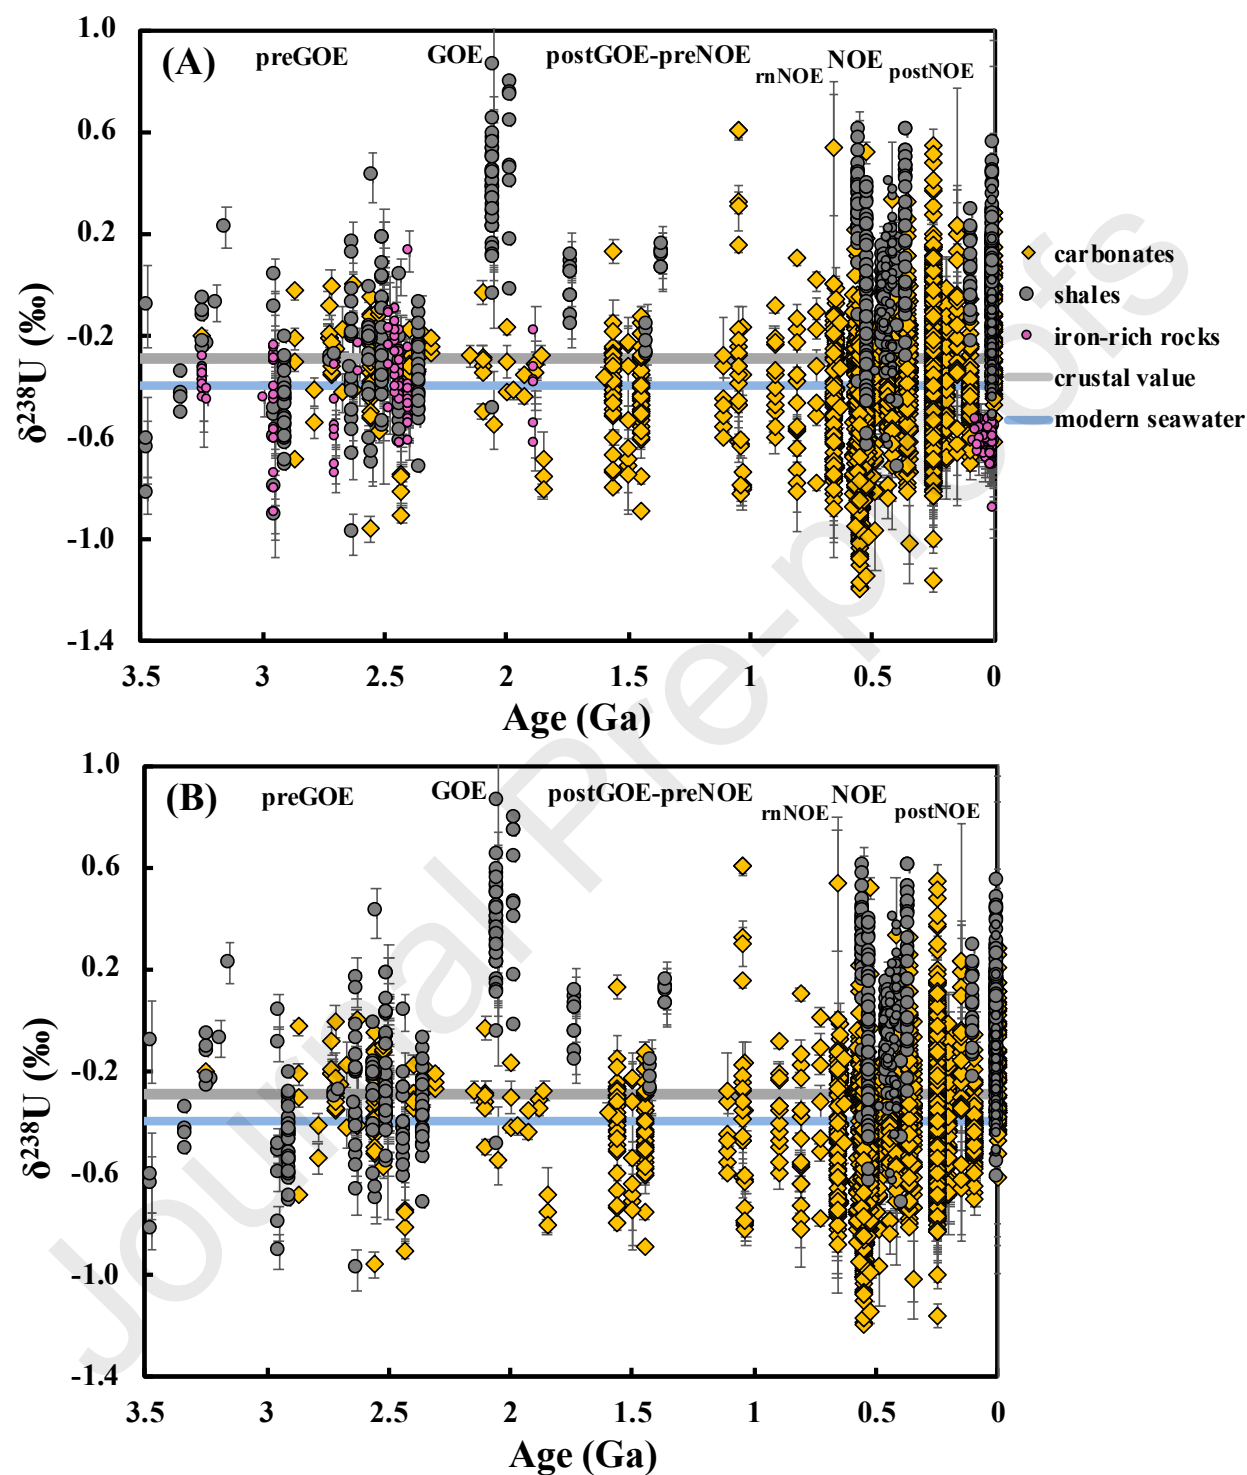 (A)
preGOE
GOE
postGOE-preNOE
rnNOE
NOE
postNOE
1.0
0.6
0.2
-0.2
-0.6
-1.0
-1.4
δ²³⁸U (‰)
3.5 3 2.5 2 1.5 1 0.5 0
Age (Ga)
carbonates
shales
iron-rich rocks
crustal value
modern seawater
(B)
preGOE
GOE
postGOE-preNOE
rnNOE
NOE
postNOE
1.0
0.6
0.2
-0.2
-0.6
-1.0
-1.4
δ²³⁸U (‰)
3.5 3 2.5 2 1.5 1 0.5 0
Age (Ga)
Journal Pre-proofs